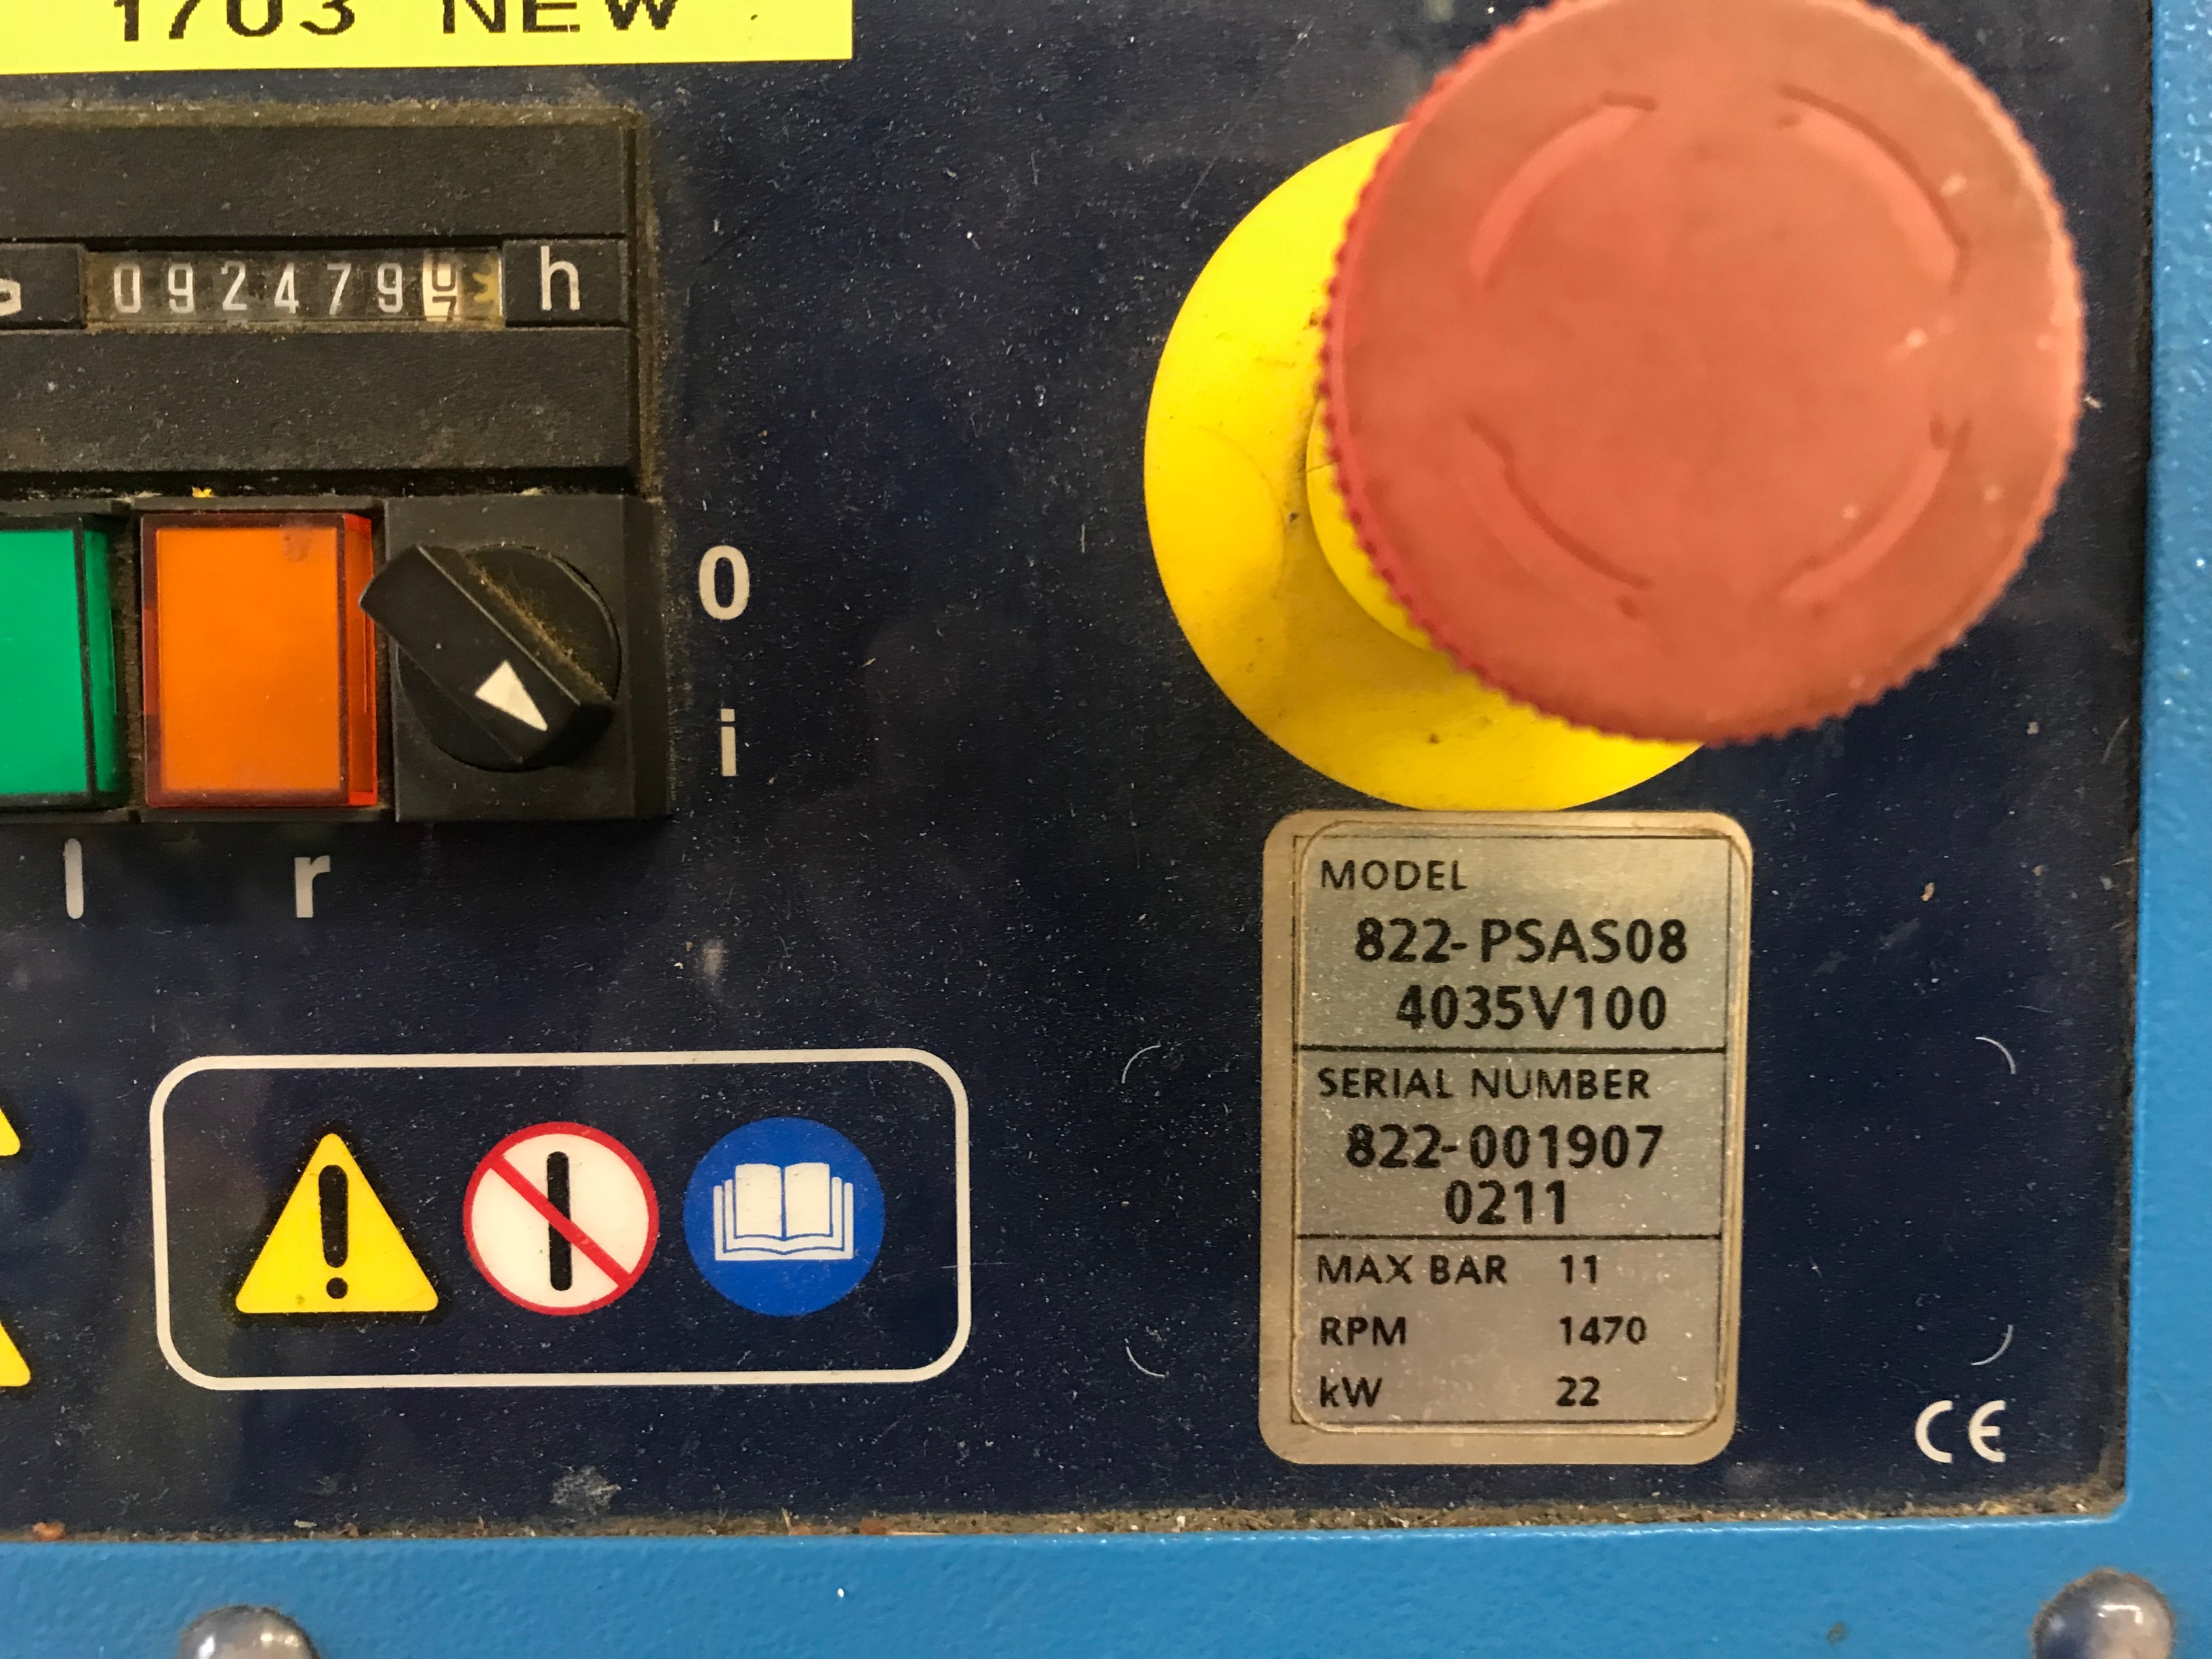 1703 NEW
092479 h
0
i
l r
MODEL
822-PSAS08
4035V100
SERIAL NUMBER
822-001907
0211
MAX BAR 11
RPM 1470
kW 22
CE